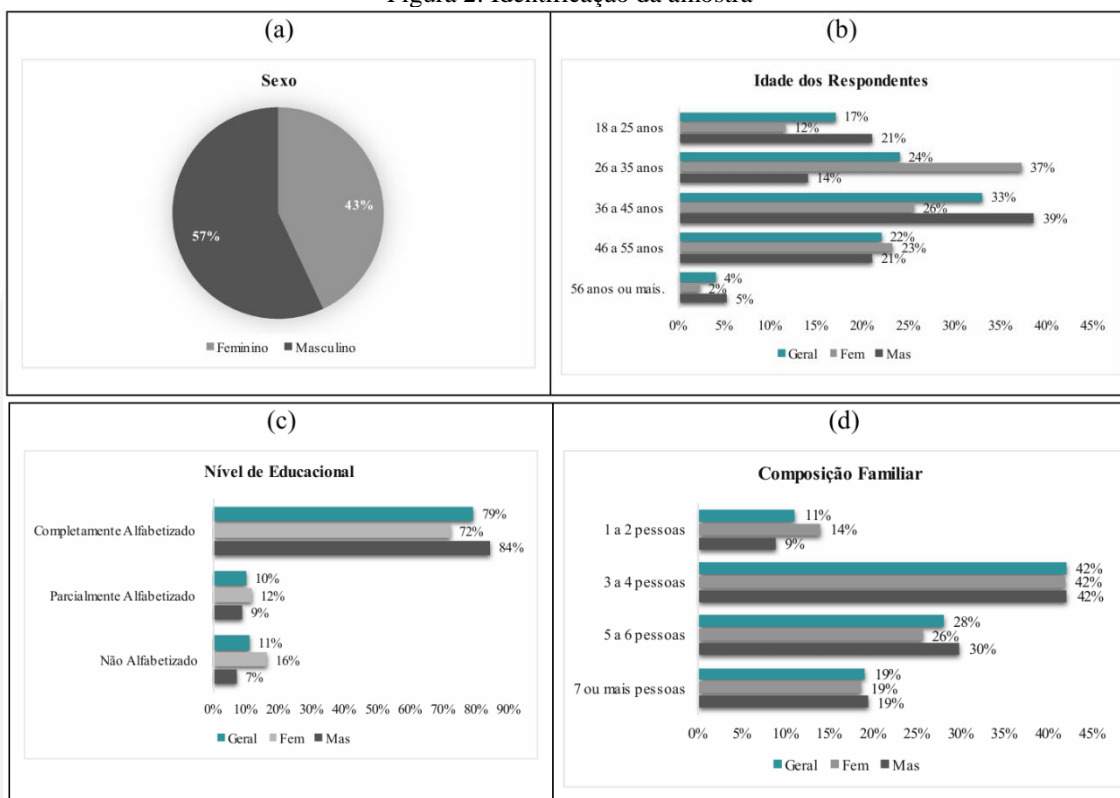 Figura 2: Identificação da amostra
(a)
Sexo
43%
57%
Feminino Masculino
(b)
Idade dos Respondentes
18 a 25 anos
17%
12%
21%
26 a 35 anos
24%
37%
14%
36 a 45 anos
33%
26%
39%
46 a 55 anos
22%
23%
21%
56 anos ou mais.
4%
2%
5%
0% 5% 10% 15% 20% 25% 30% 35% 40% 45%
Geral Fem Mas
(c)
Nível de Educacional
Completamente Alfabetizado
79%
72%
84%
Parcialmente Alfabetizado
10%
12%
9%
Não Alfabetizado
11%
16%
7%
0% 10% 20% 30% 40% 50% 60% 70% 80% 90%
Geral Fem Mas
(d)
Composição Familiar
1 a 2 pessoas
11%
14%
9%
3 a 4 pessoas
42%
42%
42%
5 a 6 pessoas
28%
26%
30%
7 ou mais pessoas
19%
19%
19%
0% 5% 10% 15% 20% 25% 30% 35% 40% 45%
Geral Fem Mas